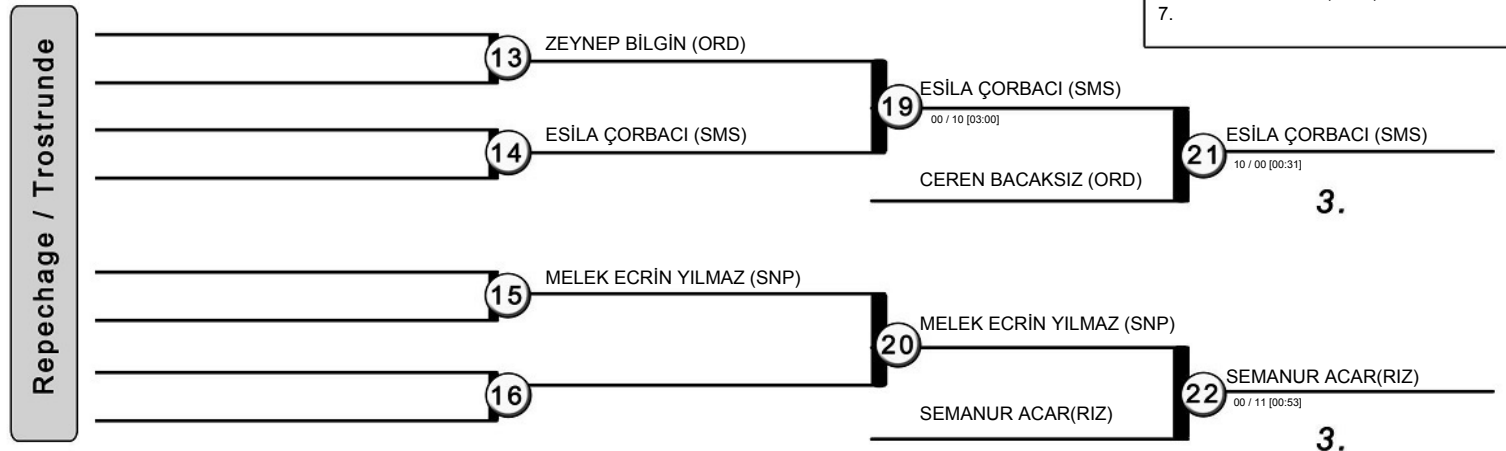 7.
Repechage / Trostrunde
13
ZEYNEP BİLGİN (ORD)
14
ESİLA ÇORBACI (SMS)
19
ESİLA ÇORBACI (SMS)
00 / 10 [03:00]
CEREN BACAKSIZ (ORD)
21
ESİLA ÇORBACI (SMS)
10 / 00 [00:31]
3.
15
MELEK ECRİN YILMAZ (SNP)
16
20
MELEK ECRİN YILMAZ (SNP)
SEMANUR ACAR(RIZ)
22
SEMANUR ACAR(RIZ)
00 / 11 [00:53]
3.